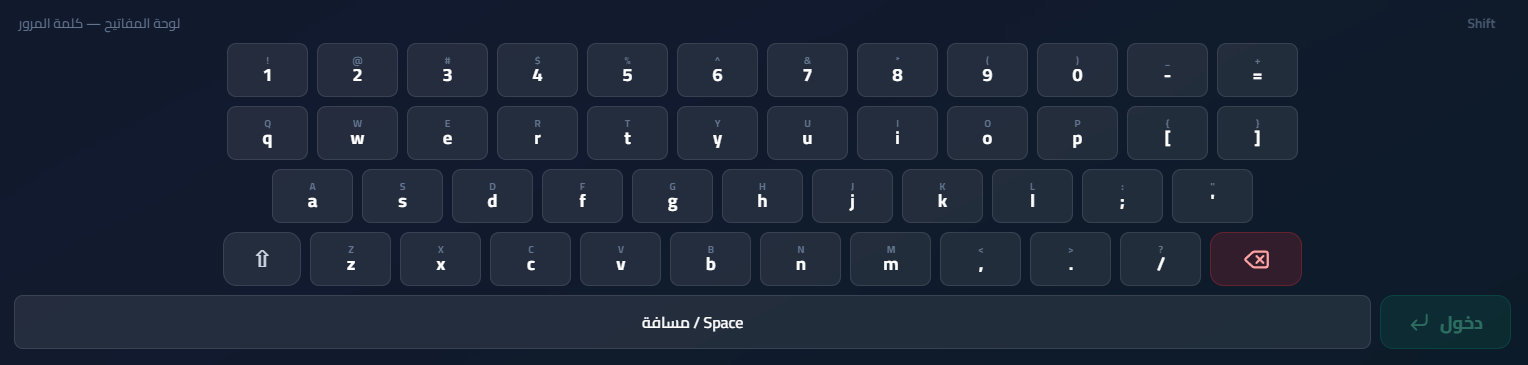 لوحة المفاتيح — كلمة المرور
Shift
! @ # $ % ^ & * ( ) _ +
1 2 3 4 5 6 7 8 9 0 - =
Q W E R T Y U I O P { }
q w e r t y u i o p [ ]
A S D F G H J K L : "
a s d f g h j k l ; '
Z X C V B N M < > ?
⇧ z x c v b n m , . /
مسافة / Space
دخول